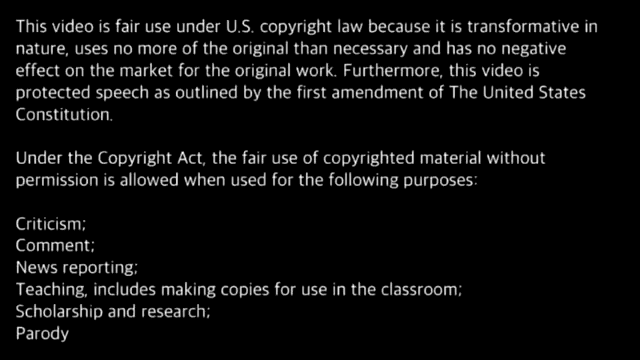 This video is fair use under U.S. copyright law because it is transformative in
nature, uses no more of the original than necessary and has no negative
effect on the market for the original work. Furthermore, this video is
protected speech as outlined by the first amendment of The United States
Constitution.
Under the Copyright Act, the fair use of copyrighted material without
permission is allowed when used for the following purposes:
Criticism;
Comment;
News reporting;
Teaching, includes making copies for use in the classroom;
Scholarship and research;
Parody